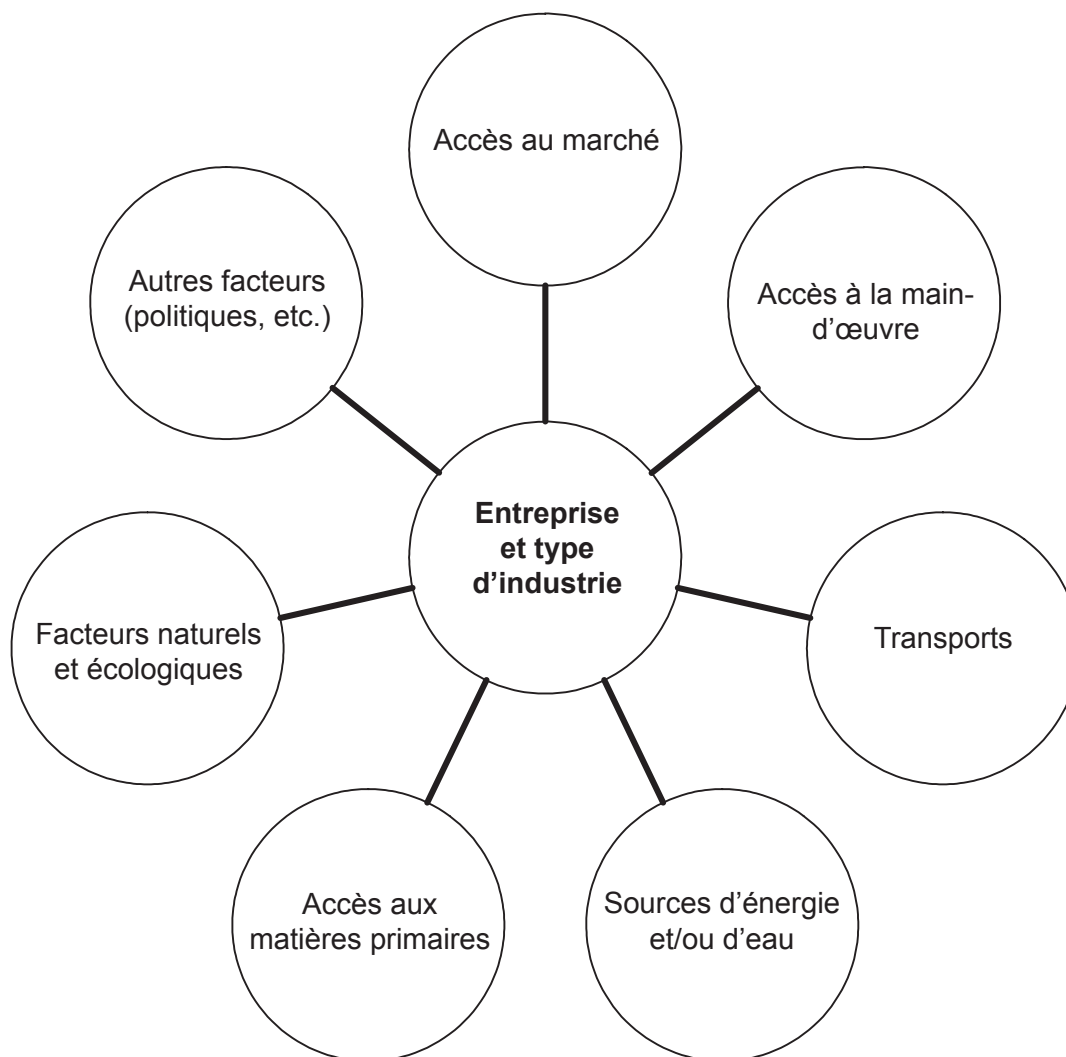 Accès au marché
Autres facteurs
(politiques, etc.)
Accès à la main-
d'œuvre
Entreprise
et type
d'industrie
Facteurs naturels
et écologiques
Transports
Accès aux
matières primaires
Sources d'énergie
et/ou d'eau